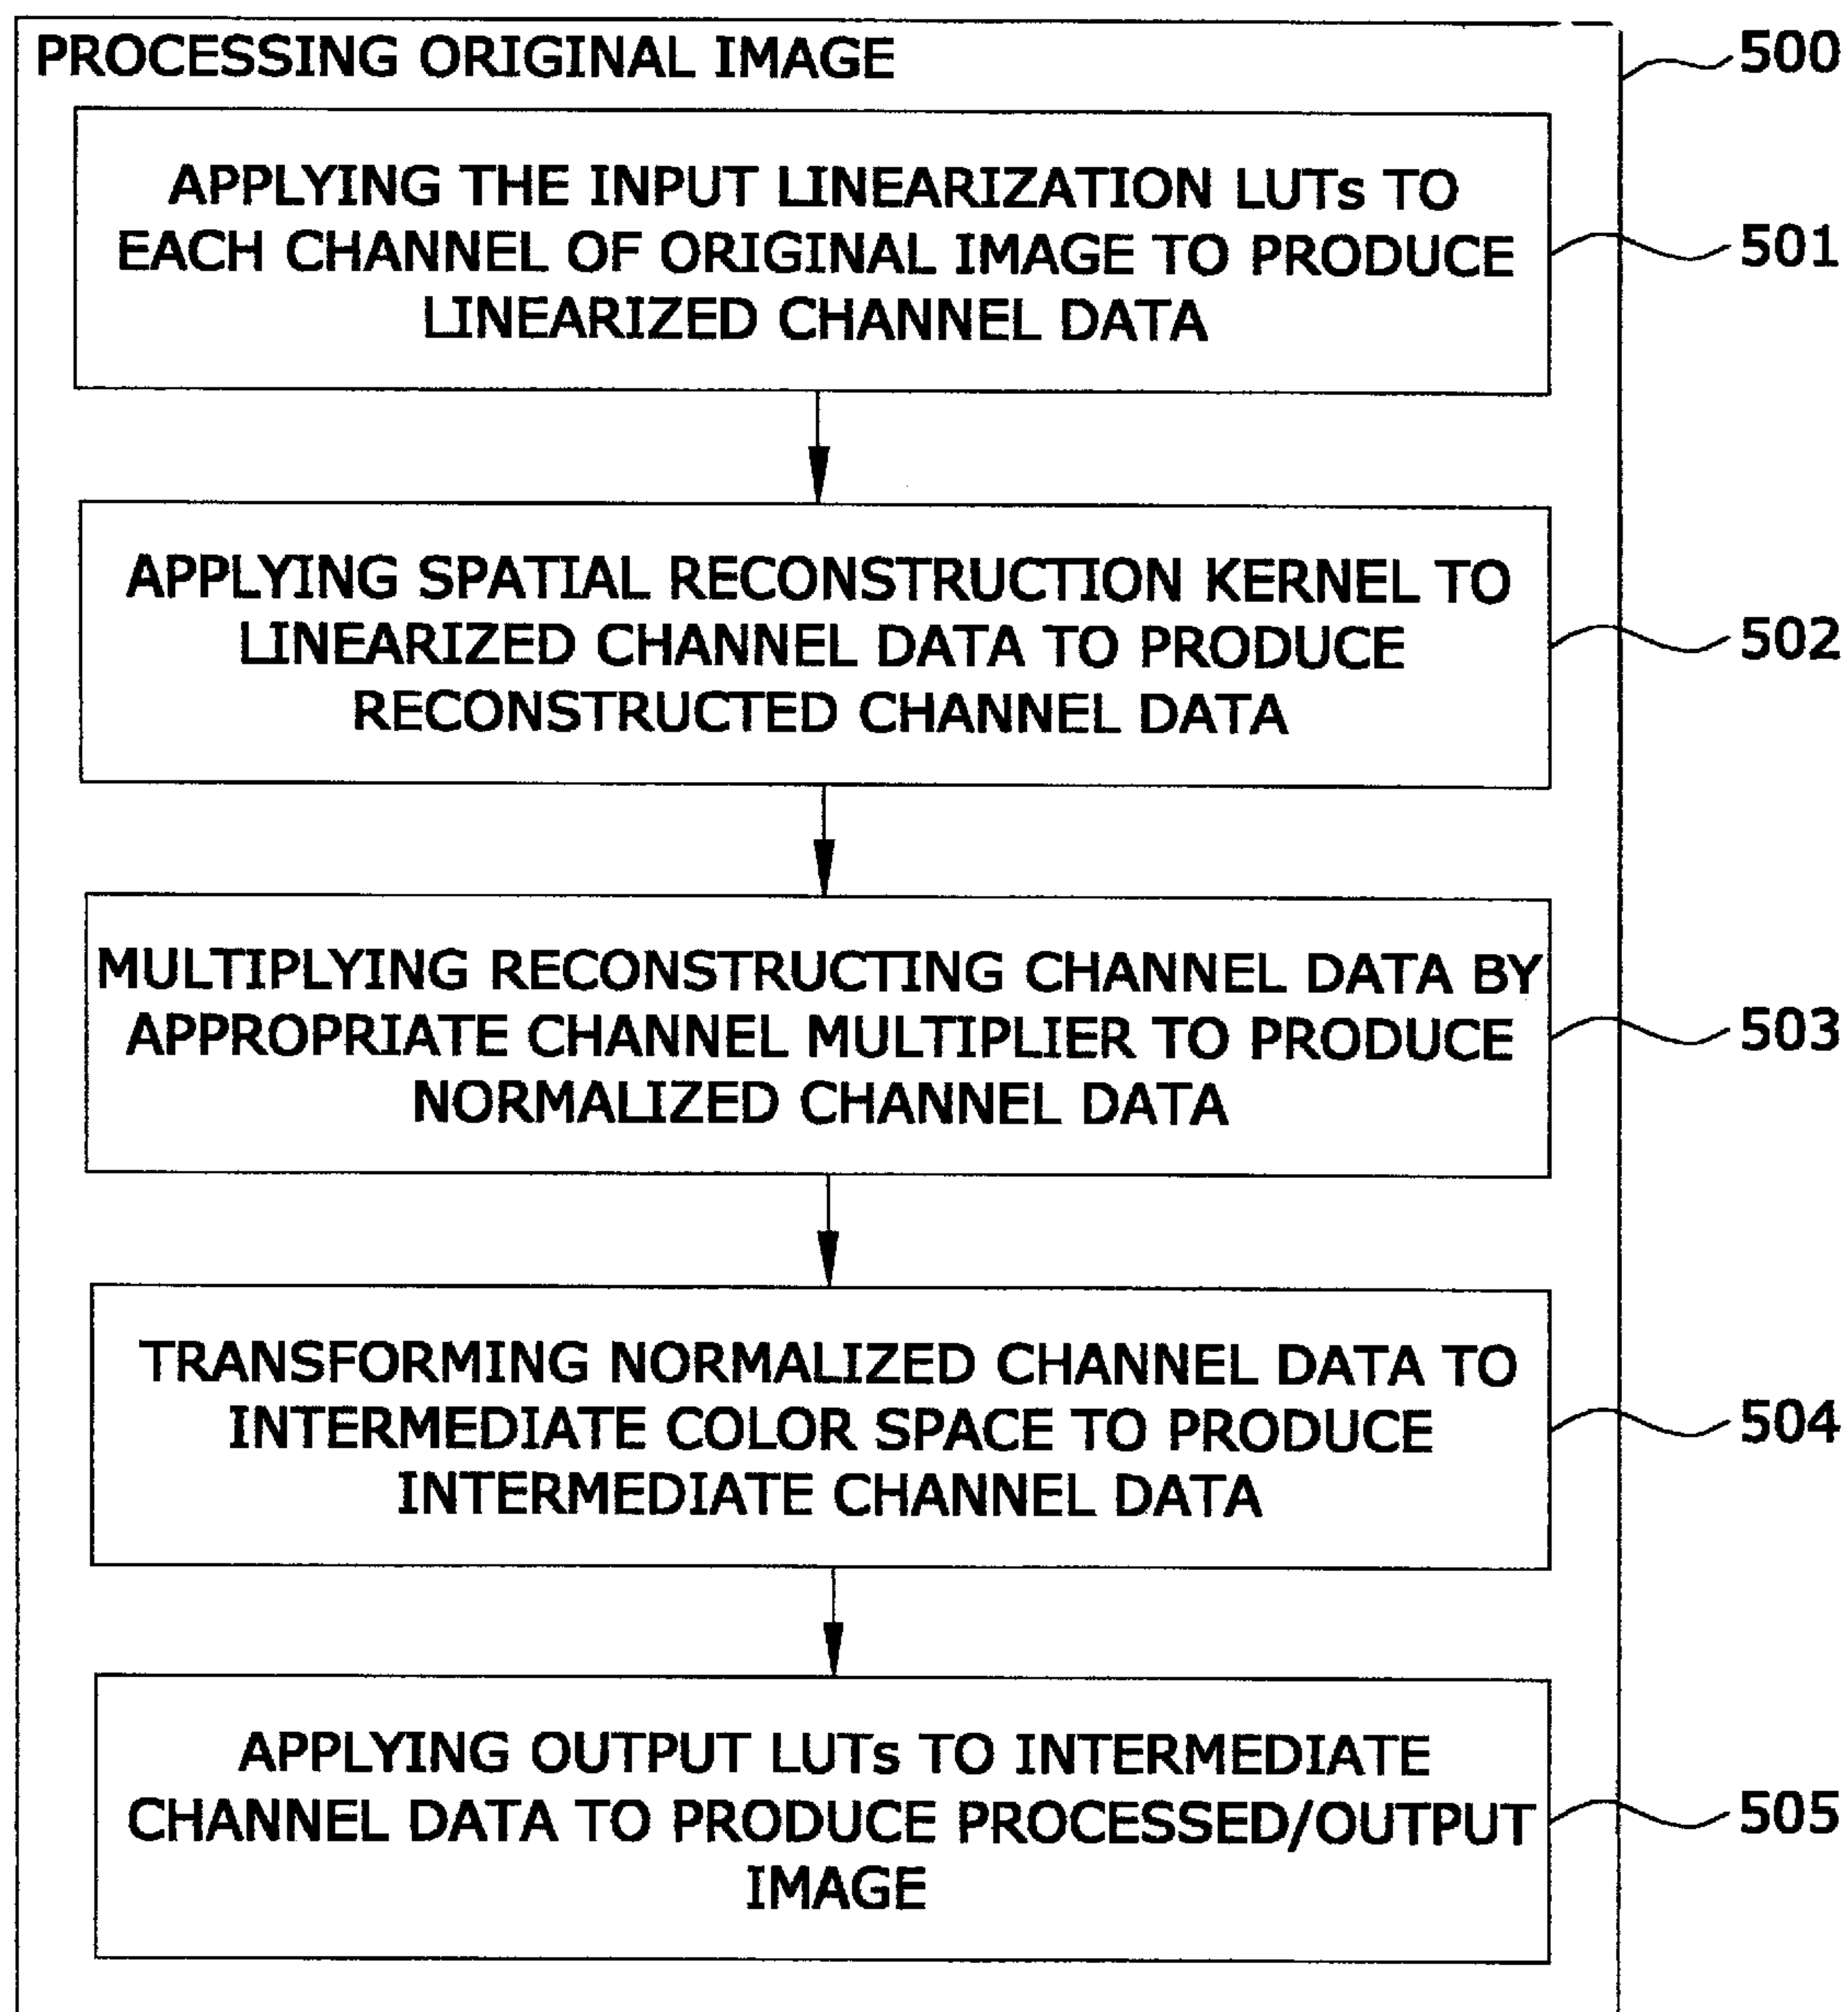 PROCESSING ORIGINAL IMAGE
500
APPLYING THE INPUT LINEARIZATION LUTs TO
EACH CHANNEL OF ORIGINAL IMAGE TO PRODUCE
LINEARIZED CHANNEL DATA
501
APPLYING SPATIAL RECONSTRUCTION KERNEL TO
LINEARIZED CHANNEL DATA TO PRODUCE
RECONSTRUCTED CHANNEL DATA
502
MULTIPLYING RECONSTRUCTING CHANNEL DATA BY
APPROPRIATE CHANNEL MULTIPLIER TO PRODUCE
NORMALIZED CHANNEL DATA
503
TRANSFORMING NORMALIZED CHANNEL DATA TO
INTERMEDIATE COLOR SPACE TO PRODUCE
INTERMEDIATE CHANNEL DATA
504
APPLYING OUTPUT LUTs TO INTERMEDIATE
CHANNEL DATA TO PRODUCE PROCESSED/OUTPUT
IMAGE
505